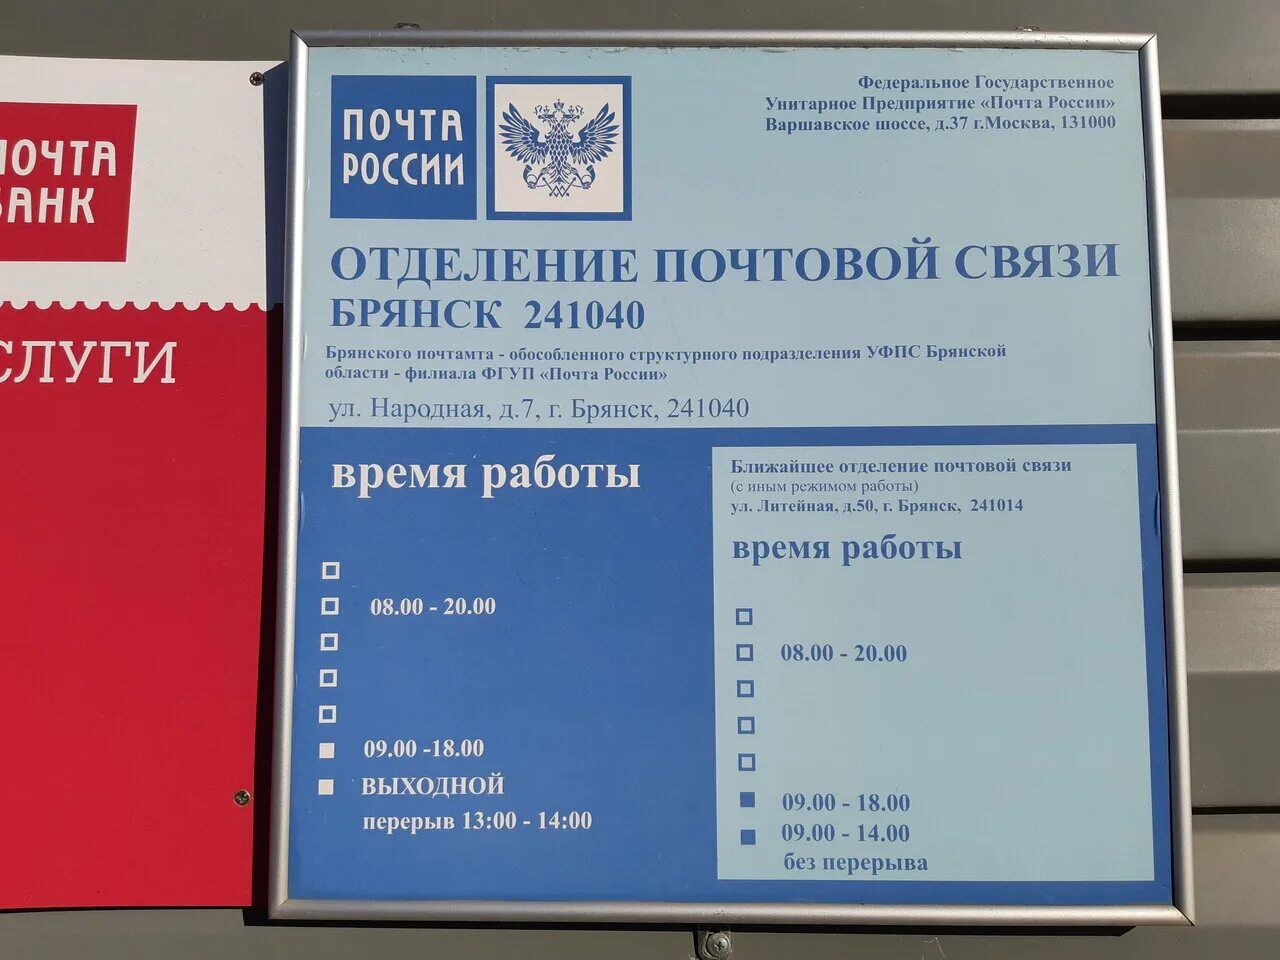 ПОЧТА
БАНК
СЛУГИ
ПОЧТА
РОССИИ
Федеральное Государственное
Унитарное Предприятие «Почта России»
Варшавское шоссе, д.37 г.Москва, 131000
ОТДЕЛЕНИЕ ПОЧТОВОЙ СВЯЗИ
БРЯНСК 241040
Брянского почтамта - обособленного структурного подразделения УФПС Брянской
области - филиала ФГУП «Почта России»
ул. Народная, д.7, г. Брянск, 241040
время работы
08.00 - 20.00
09.00 -18.00
ВЫХОДНОЙ
перерыв 13:00 - 14:00
Ближайшее отделение почтовой связи
(с иным режимом работы)
ул. Литейная, д.50, г. Брянск, 241014
время работы
08.00 - 20.00
09.00 - 18.00
09.00 - 14.00
без перерыва